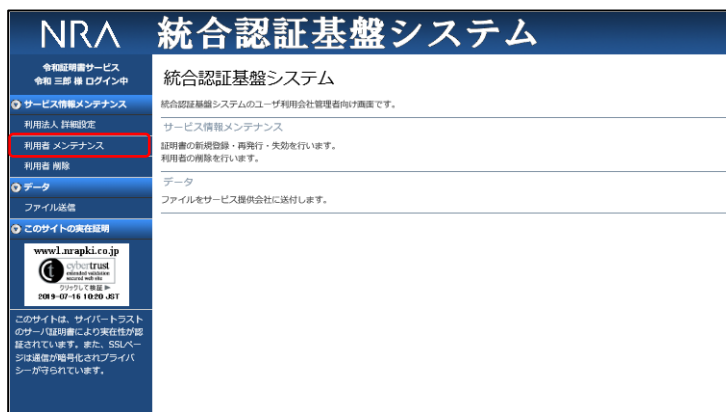 NRA
統合認証基盤システム
令和証明書サービス
令和 三郎 様 ログイン中
サービス情報メンテナンス
利用法人 詳細設定
利用者 メンテナンス
利用者 削除
データ
ファイル送信
このサイトの実在証明
www1.nrapki.co.jp
cybertrust
extended validation
secured web site
クリックして検証 ▶
2019-07-16 10:20 JST
このサイトは、サイバートラスト
のサーバ証明書により実在性が認
証されています。また、SSLペー
ジは通信が暗号化されプライバ
シーが守られています。
統合認証基盤システム
統合認証基盤システムのユーザ利用会社管理者向け画面です。
サービス情報メンテナンス
証明書の新規登録・再発行・失効を行います。
利用者の削除を行います。
データ
ファイルをサービス提供会社に送付します。